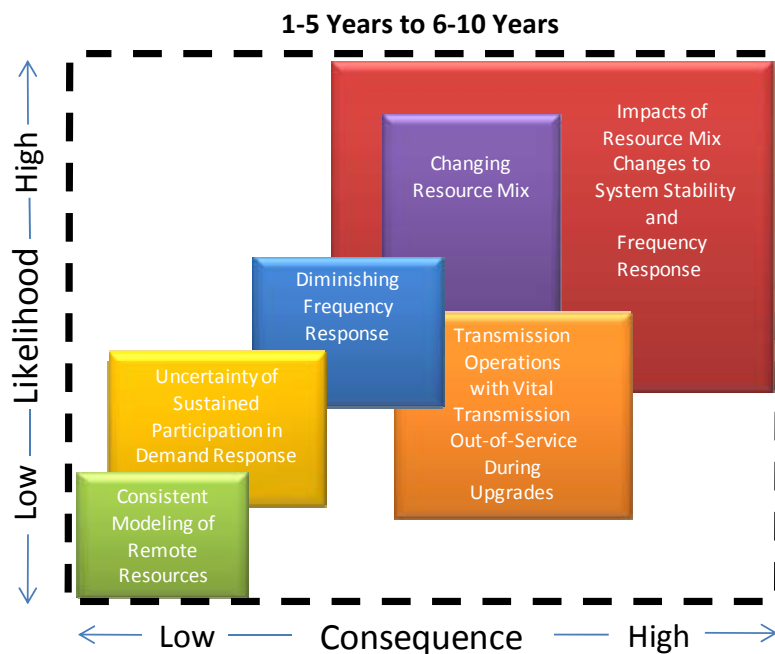 1-5 Years to 6-10 Years
High
Likelihood
Low
Impacts of
Resource Mix
Changes to
System Stability
and
Frequency
Response
Changing
Resource Mix
Diminishing
Frequency
Response
Transmission
Operations
with Vital
Transmission
Out-of-Service
During
Upgrades
Uncertainty of
Sustained
Participation in
Demand Response
Consistent
Modeling of
Remote
Resources
Low Consequence High